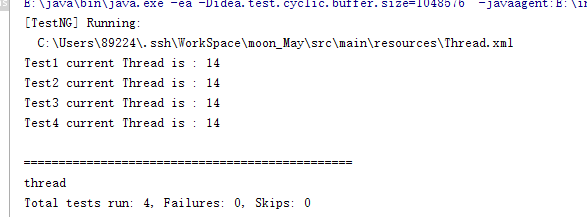 E:\java\bin\java.exe -ea -Didea.test.cyclic.buffer.size=1048576 -javaagent:E:\
[TestNG] Running:
C:\Users\89224\.ssh\WorkSpace\moon_May\src\main\resources\Thread.xml
Test1 current Thread is : 14
Test2 current Thread is : 14
Test3 current Thread is : 14
Test4 current Thread is : 14
===============================================
thread
Total tests run: 4, Failures: 0, Skips: 0